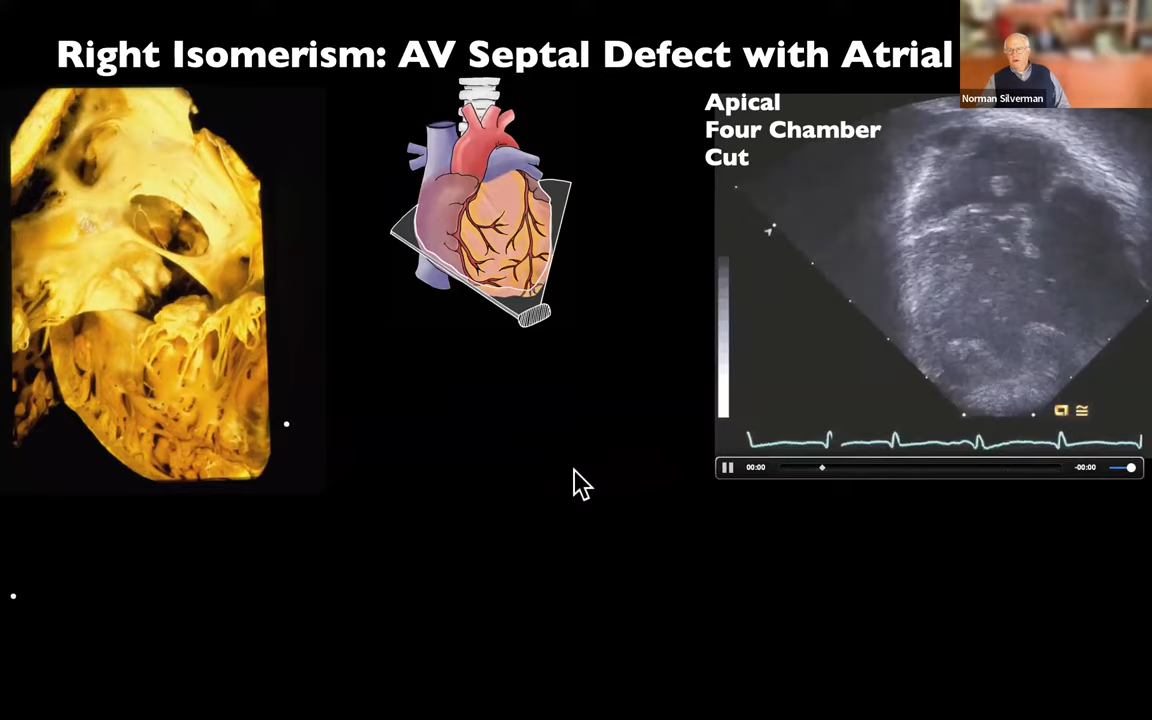 Right Isomerism: AV Septal Defect with Atrial
Norman Silverman
Apical
Four Chamber
Cut
00:00
-00:00